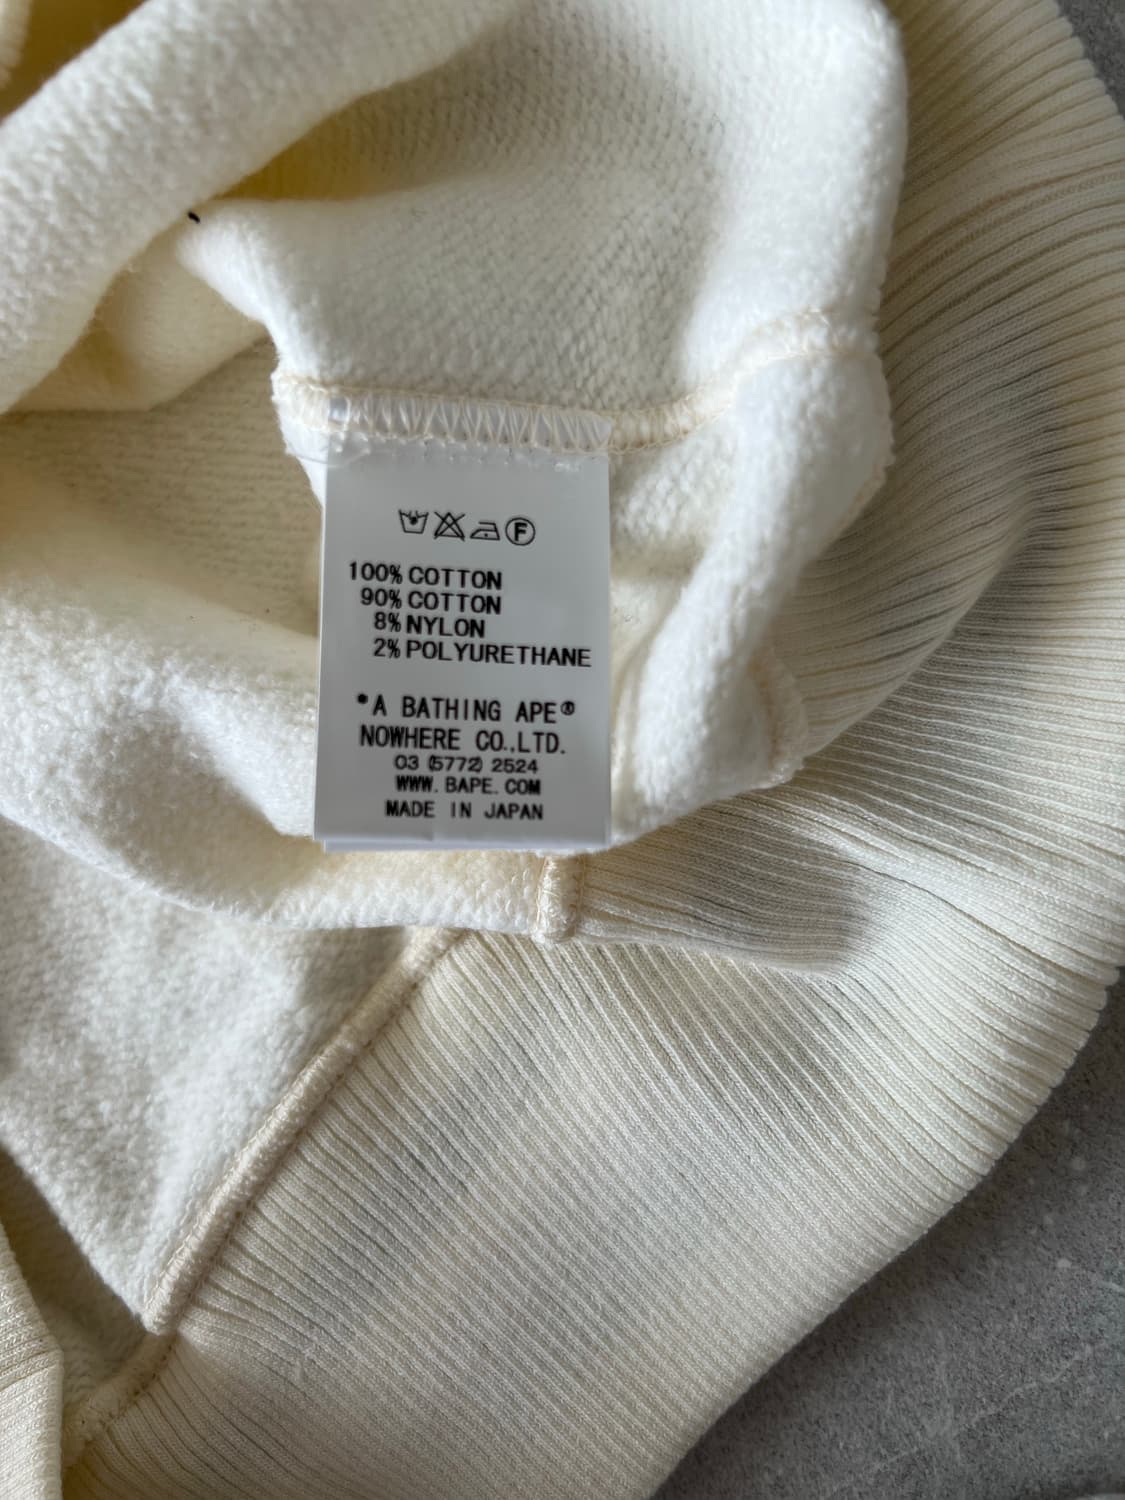 F
100% COTTON
90% COTTON
8% NYLON
2% POLYURETHANE
*A BATHING APE®
NOWHERE CO.,LTD.
03 (5772) 2524
WWW. BAPE. COM
MADE IN JAPAN